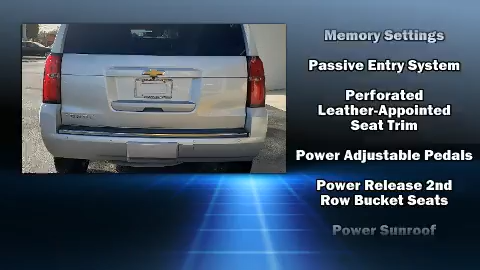 Memory Settings
Passive Entry System
Perforated
Leather-Appointed
Seat Trim
Power Adjustable Pedals
Power Release 2nd
Row Bucket Seats
Power Sunroof